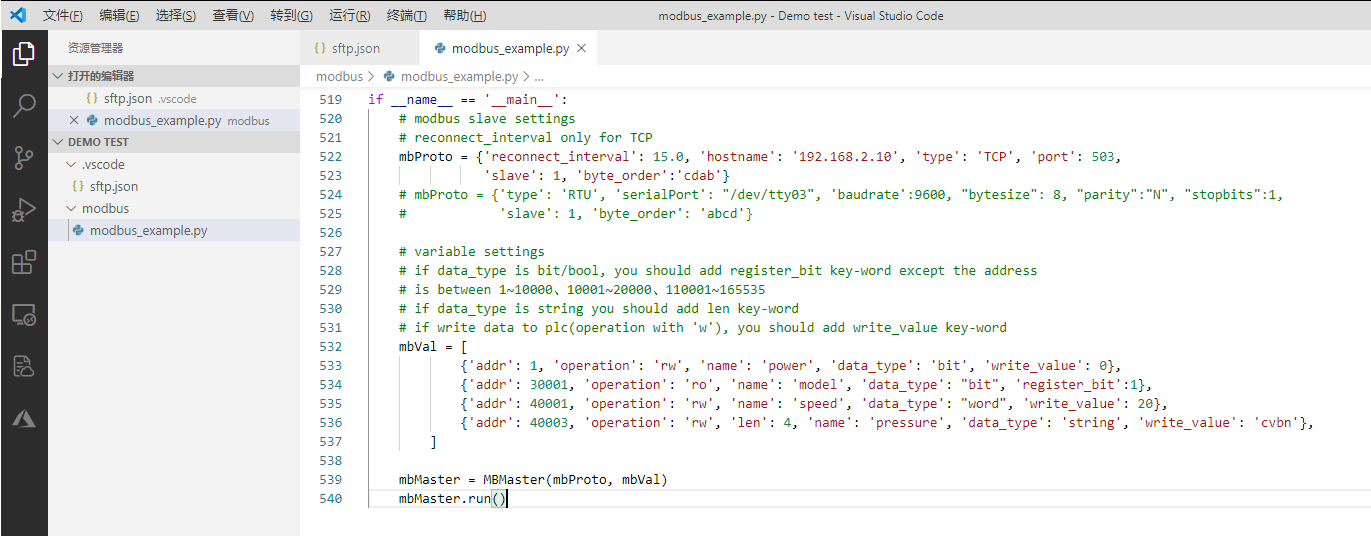 文件(F) 编辑(E) 选择(S) 查看(V) 转到(G) 运行(R) 终端(T) 帮助(H) modbus_example.py - Demo test - Visual Studio Code
资源管理器
打开的编辑器
sftp.json .vscode
modbus_example.py modbus
DEMO TEST
.vscode
sftp.json
modbus
modbus_example.py
sftp.json modbus_example.py
modbus > modbus_example.py > ...
519 if __name__ == '__main__':
520 # modbus slave settings
521 # reconnect_interval only for TCP
522 mbProto = {'reconnect_interval': 15.0, 'hostname': '192.168.2.10', 'type': 'TCP', 'port': 503,
523 'slave': 1, 'byte_order':'cdab'}
524 # mbProto = {'type': 'RTU', 'serialPort': "/dev/tty03", 'baudrate':9600, "bytesize": 8, "parity":"N", "stopbits":1,
525 # 'slave': 1, 'byte_order': 'abcd'}
526
527 # variable settings
528 # if data_type is bit/bool, you should add register_bit key-word except the address
529 # is between 1~10000、10001~20000、110001~165535
530 # if data_type is string you should add len key-word
531 # if write data to plc(operation with 'w'), you should add write_value key-word
532 mbVal = [
533 {'addr': 1, 'operation': 'rw', 'name': 'power', 'data_type': 'bit', 'write_value': 0},
534 {'addr': 30001, 'operation': 'ro', 'name': 'model', 'data_type': "bit", 'register_bit':1},
535 {'addr': 40001, 'operation': 'rw', 'name': 'speed', 'data_type': "word", 'write_value': 20},
536 {'addr': 40003, 'operation': 'rw', 'len': 4, 'name': 'pressure', 'data_type': 'string', 'write_value': 'cvbn'},
537 ]
538
539 mbMaster = MBMaster(mbProto, mbVal)
540 mbMaster.run()